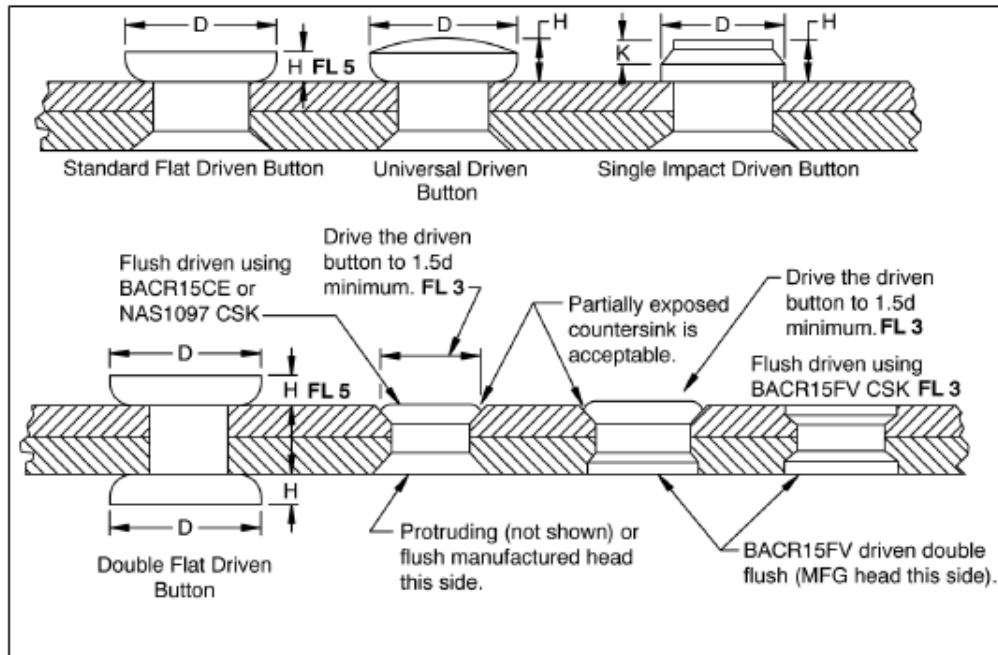 D
H FL 5
D
H
D
H
K
Standard Flat Driven Button
Universal Driven
Button
Single Impact Driven Button
Flush driven using
BACR15CE or
NAS1097 CSK
Drive the driven
button to 1.5d
minimum. FL 3
Partially exposed
countersink is
acceptable.
Drive the driven
button to 1.5d
minimum. FL 3
Flush driven using
BACR15FV CSK FL 3
D
H FL 5
H
D
Double Flat Driven
Button
Protruding (not shown) or
flush manufactured head
this side.
BACR15FV driven double
flush (MFG head this side).